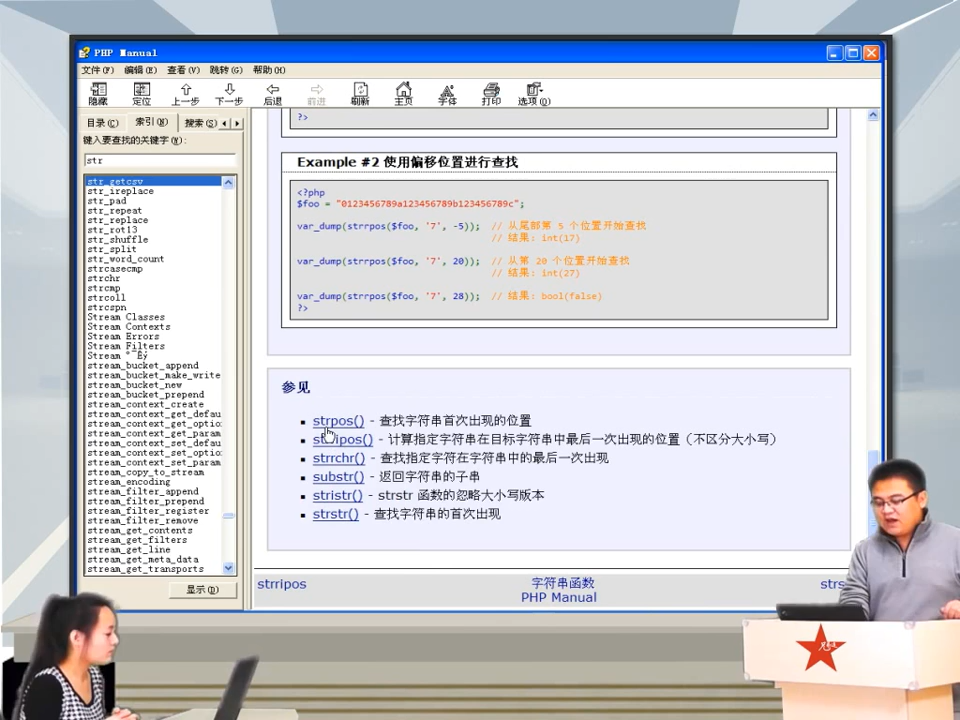 PHP Manual
文件(F) 编辑(E) 查看(V) 跳转(G) 帮助(H)
隐藏 定位 上一步 下一步 后退 前进 刷新 主页 字体 打印 选项(O)
目录(C) 索引(N) 搜索(S)
键入要查找的关键字(W):
str
str_getcsv
str_ireplace
str_pad
str_repeat
str_replace
str_rot13
str_shuffle
str_split
str_word_count
strcasecmp
strchr
strcmp
strcoll
strcspn
Stream Classes
Stream Contexts
Stream Errors
Stream Filters
Stream
stream_bucket_append
stream_bucket_make_write
stream_bucket_new
stream_bucket_prepend
stream_context_create
stream_context_get_defau
stream_context_get_optio
stream_context_get_param
stream_context_set_defau
stream_context_set_optio
stream_context_set_param
stream_copy_to_stream
stream_encoding
stream_filter_append
stream_filter_prepend
stream_filter_register
stream_filter_remove
stream_get_contents
stream_get_filters
stream_get_line
stream_get_meta_data
stream_get_transports
显示(D)
?>
Example #2 使用偏移位置进行查找
<?php
$foo = "0123456789a123456789b123456789c";
var_dump(strrpos($foo, '7', -5)); // 从尾部第 5 个位置开始查找
// 结果: int(17)
var_dump(strrpos($foo, '7', 20)); // 从第 20 个位置开始查找
// 结果: int(27)
var_dump(strrpos($foo, '7', 28)); // 结果: bool(false)
?>
参见
strpos() - 查找字符串首次出现的位置
- 计算指定字符串在目标字符串中最后一次出现的位置（不区分大小写）
strrchr() - 查找指定字符在字符串中的最后一次出现
substr() - 返回字符串的子串
stristr() - strstr 函数的忽略大小写版本
strstr() - 查找字符串的首次出现
strripos 字符串函数 strs
PHP Manual